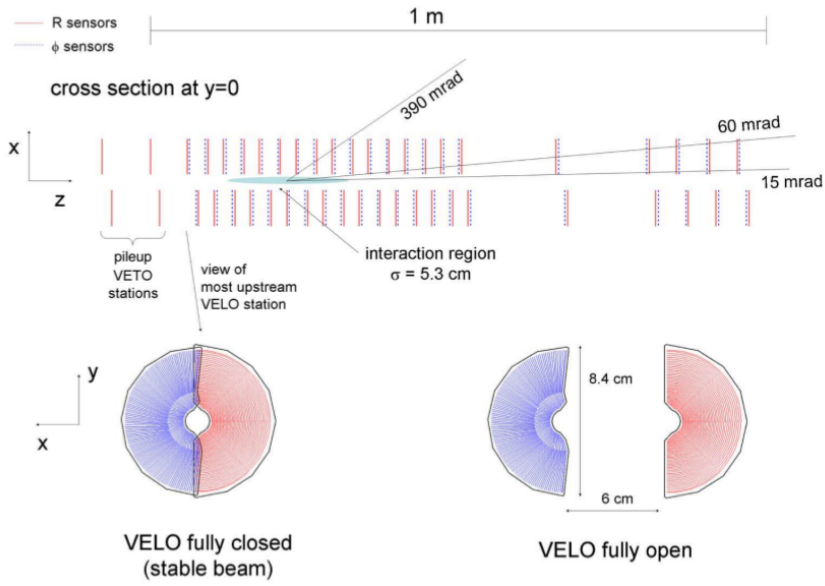 R sensors
ϕ sensors
1 m
cross section at y=0
390 mrad
60 mrad
x
z
15 mrad
pileup
VETO
stations
view of
most upstream
VELO station
interaction region
σ = 5.3 cm
y
x
8.4 cm
6 cm
VELO fully closed
(stable beam)
VELO fully open